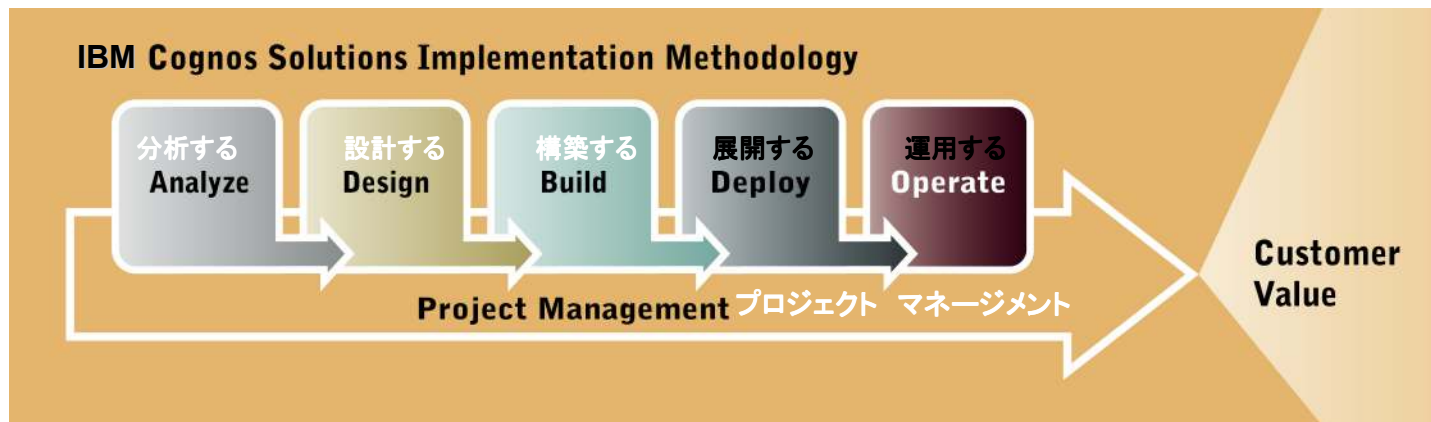 IBM Cognos Solutions Implementation Methodology
分析する
Analyze
設計する
Design
構築する
Build
展開する
Deploy
運用する
Operate
Project Management プロジェクト マネージメント
Customer
Value